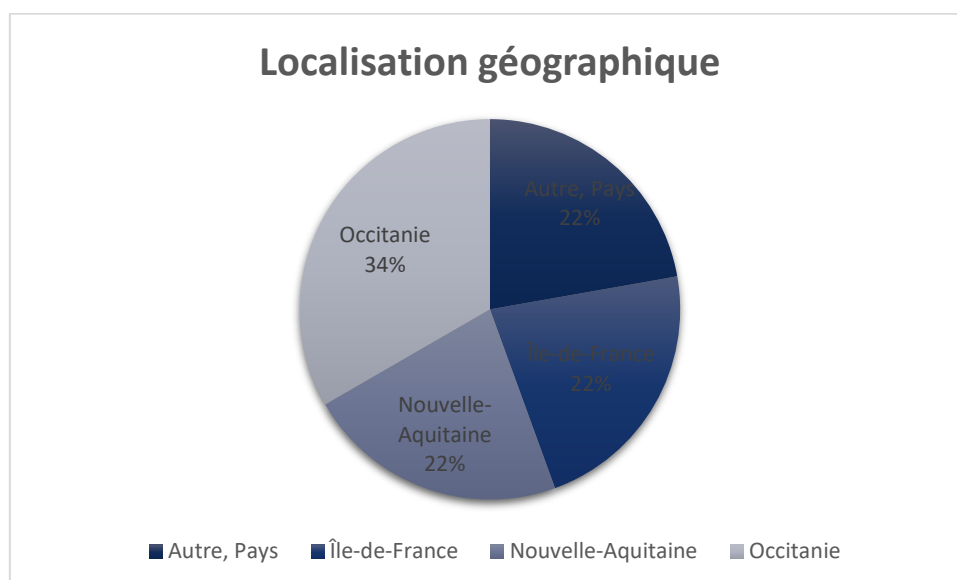 Localisation géographique
Autre, Pays
22%
Occitanie
34%
Île-de-France
22%
Nouvelle-
Aquitaine
22%
Autre, Pays
Île-de-France
Nouvelle-Aquitaine
Occitanie